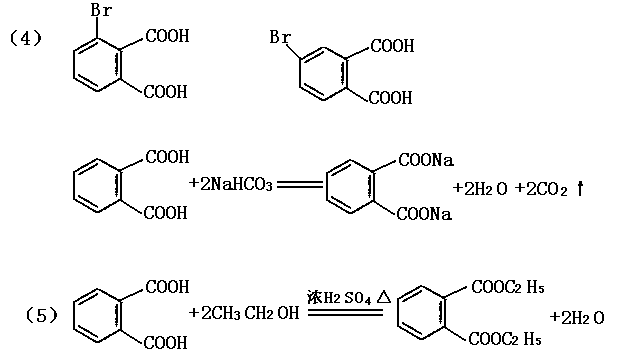 (4) Br COOH COOH Br COOH COOH
COOH COOH +2NaHCO3 COONa COONa +2H2O +2CO2 ↑
(5) COOH COOH +2CH3CH2OH 浓H2SO4 △ COOC2H5 COOC2H5 +2H2O